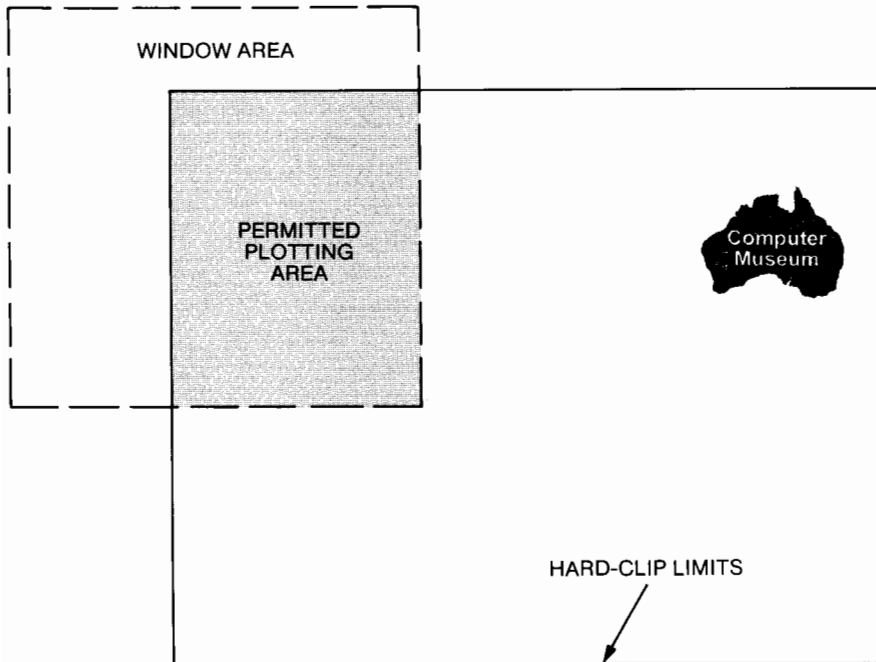 WINDOW AREA
PERMITTED
PLOTTING
AREA
Computer
Museum
HARD-CLIP LIMITS